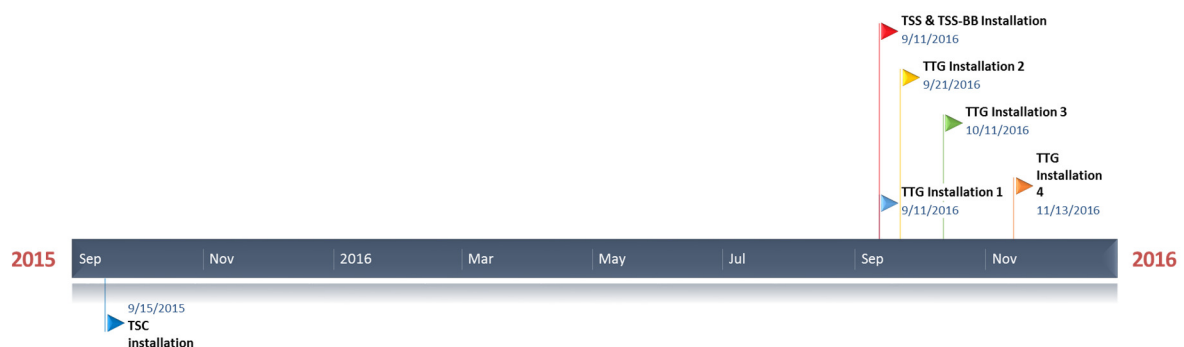 TSS & TSS-BB Installation
9/11/2016
TTG Installation 2
9/21/2016
TTG Installation 3
10/11/2016
TTG
Installation
4
11/13/2016
TTG Installation 1
9/11/2016
2015
Sep
Nov
2016
Mar
May
Jul
Sep
Nov
2016
9/15/2015
TSC
installation